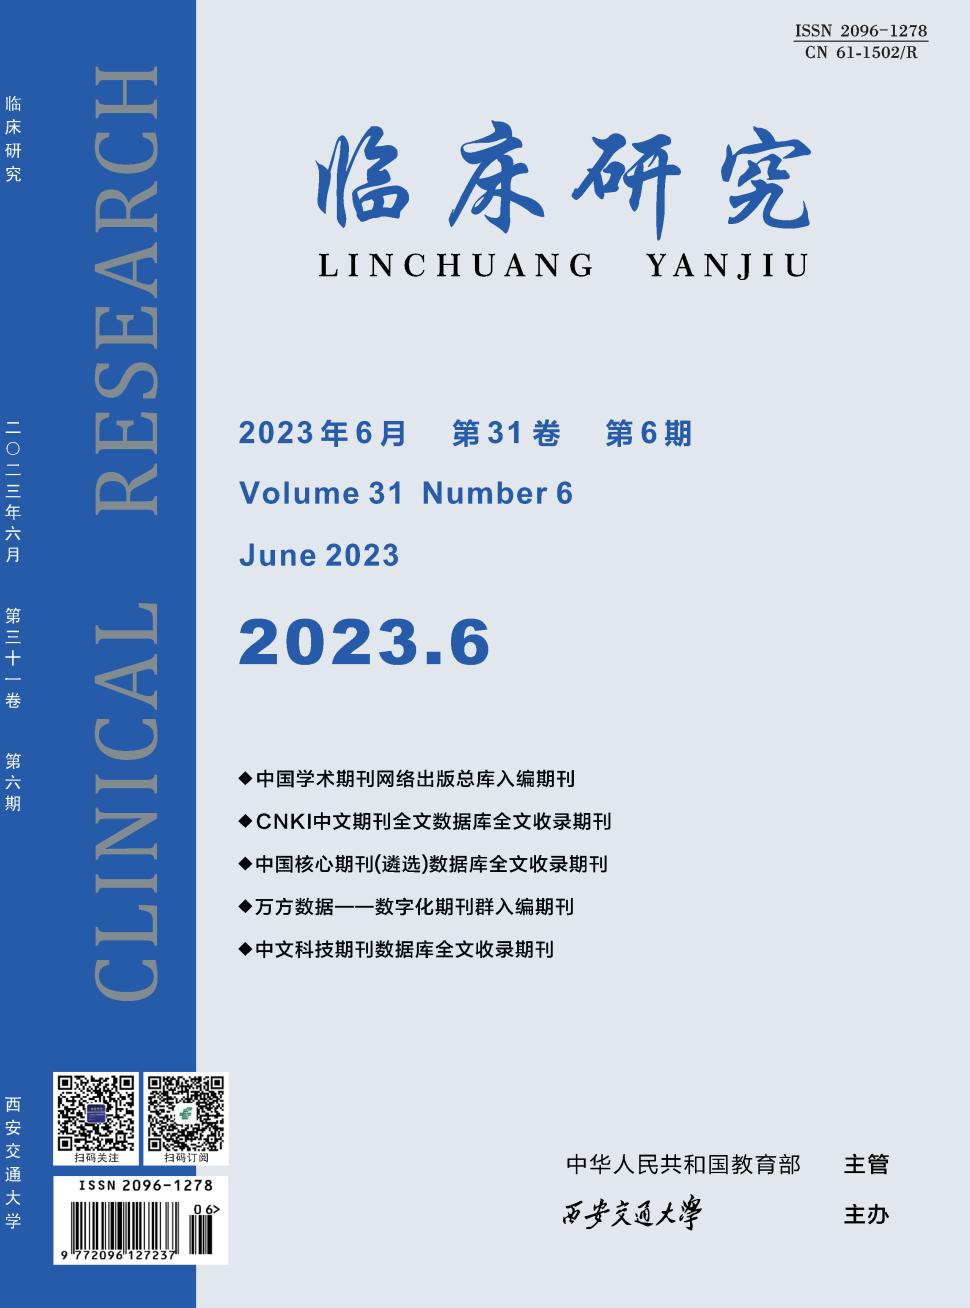 ISSN 2096-1278
CN 61-1502/R
临床研究
LINCHUANG YANJIU
2023年6月 第31卷 第6期
Volume 31 Number 6
June 2023
2023.6
◆中国学术期刊网络出版总库入编期刊
◆CNKI中文期刊全文数据库全文收录期刊
◆中国核心期刊(遴选)数据库全文收录期刊
◆万方数据——数字化期刊群入编期刊
◆中文科技期刊数据库全文收录期刊
中华人民共和国教育部 主管
西安交通大学 主办
CLINICAL RESEARCH
临床研究
二〇二三年六月 第三十一卷 第六期
西安交通大学
扫码关注 扫码订阅
ISSN 2096-1278
06>
9 772096 127237